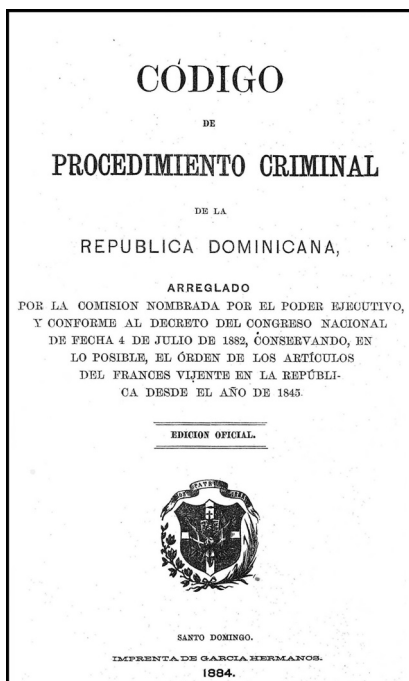 CÓDIGO
DE
PROCEDIMIENTO CRIMINAL
DE LA
REPUBLICA DOMINICANA,
ARREGLADO
POR LA COMISION NOMBRADA POR EL PODER EJECUTIVO,
Y CONFORME AL DECRETO DEL CONGRESO NACIONAL
DE FECHA 4 DE JULIO DE 1882, CONSERVANDO, EN
LO POSIBLE, EL ÓRDEN DE LOS ARTÍCULOS
DEL FRANCES VIJENTE EN LA REPÚBLI-
CA DESDE EL AÑO DE 1845.
EDICION OFICIAL.
SANTO DOMINGO.
IMPRENTA DE GARCIA HERMANOS.
1884.